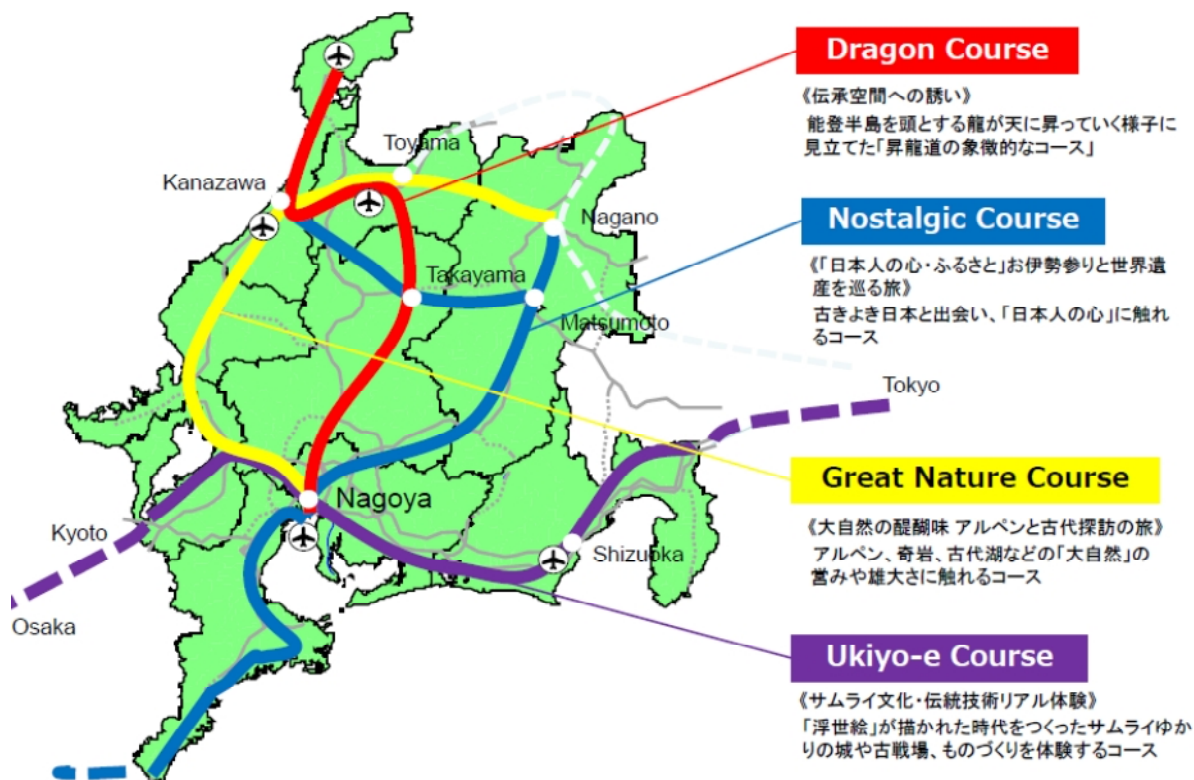 Dragon Course
《伝承空間への誘い》
能登半島を頭とする龍が天に昇っていく様子に
見立てた「昇龍道の象徴的なコース」
Nostalgic Course
《「日本人の心・ふるさと」お伊勢参りと世界遺
産を巡る旅》
古きよき日本と出会い、「日本人の心」に触れ
るコース
Great Nature Course
《大自然の醍醐味 アルペンと古代探訪の旅》
アルペン、奇岩、古代湖などの「大自然」の
営みや雄大さに触れるコース
Ukiyo-e Course
《サムライ文化・伝統技術リアル体験》
「浮世絵」が描かれた時代をつくったサムライゆか
りの城や古戦場、ものづくりを体験するコース
Toyama
Kanazawa
Nagano
Takayama
Matsumoto
Tokyo
Nagoya
Kyoto
Shizuoka
Osaka